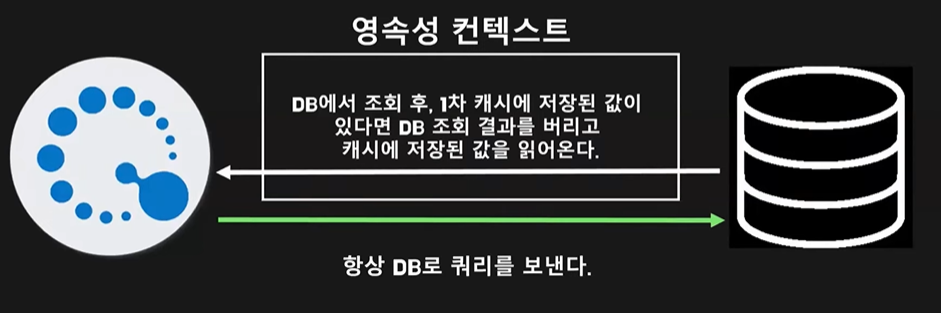 영속성 컨텍스트
DB에서 조회 후, 1차 캐시에 저장된 값이
있다면 DB 조회 결과를 버리고
캐시에 저장된 값을 읽어온다.
항상 DB로 쿼리를 보낸다.